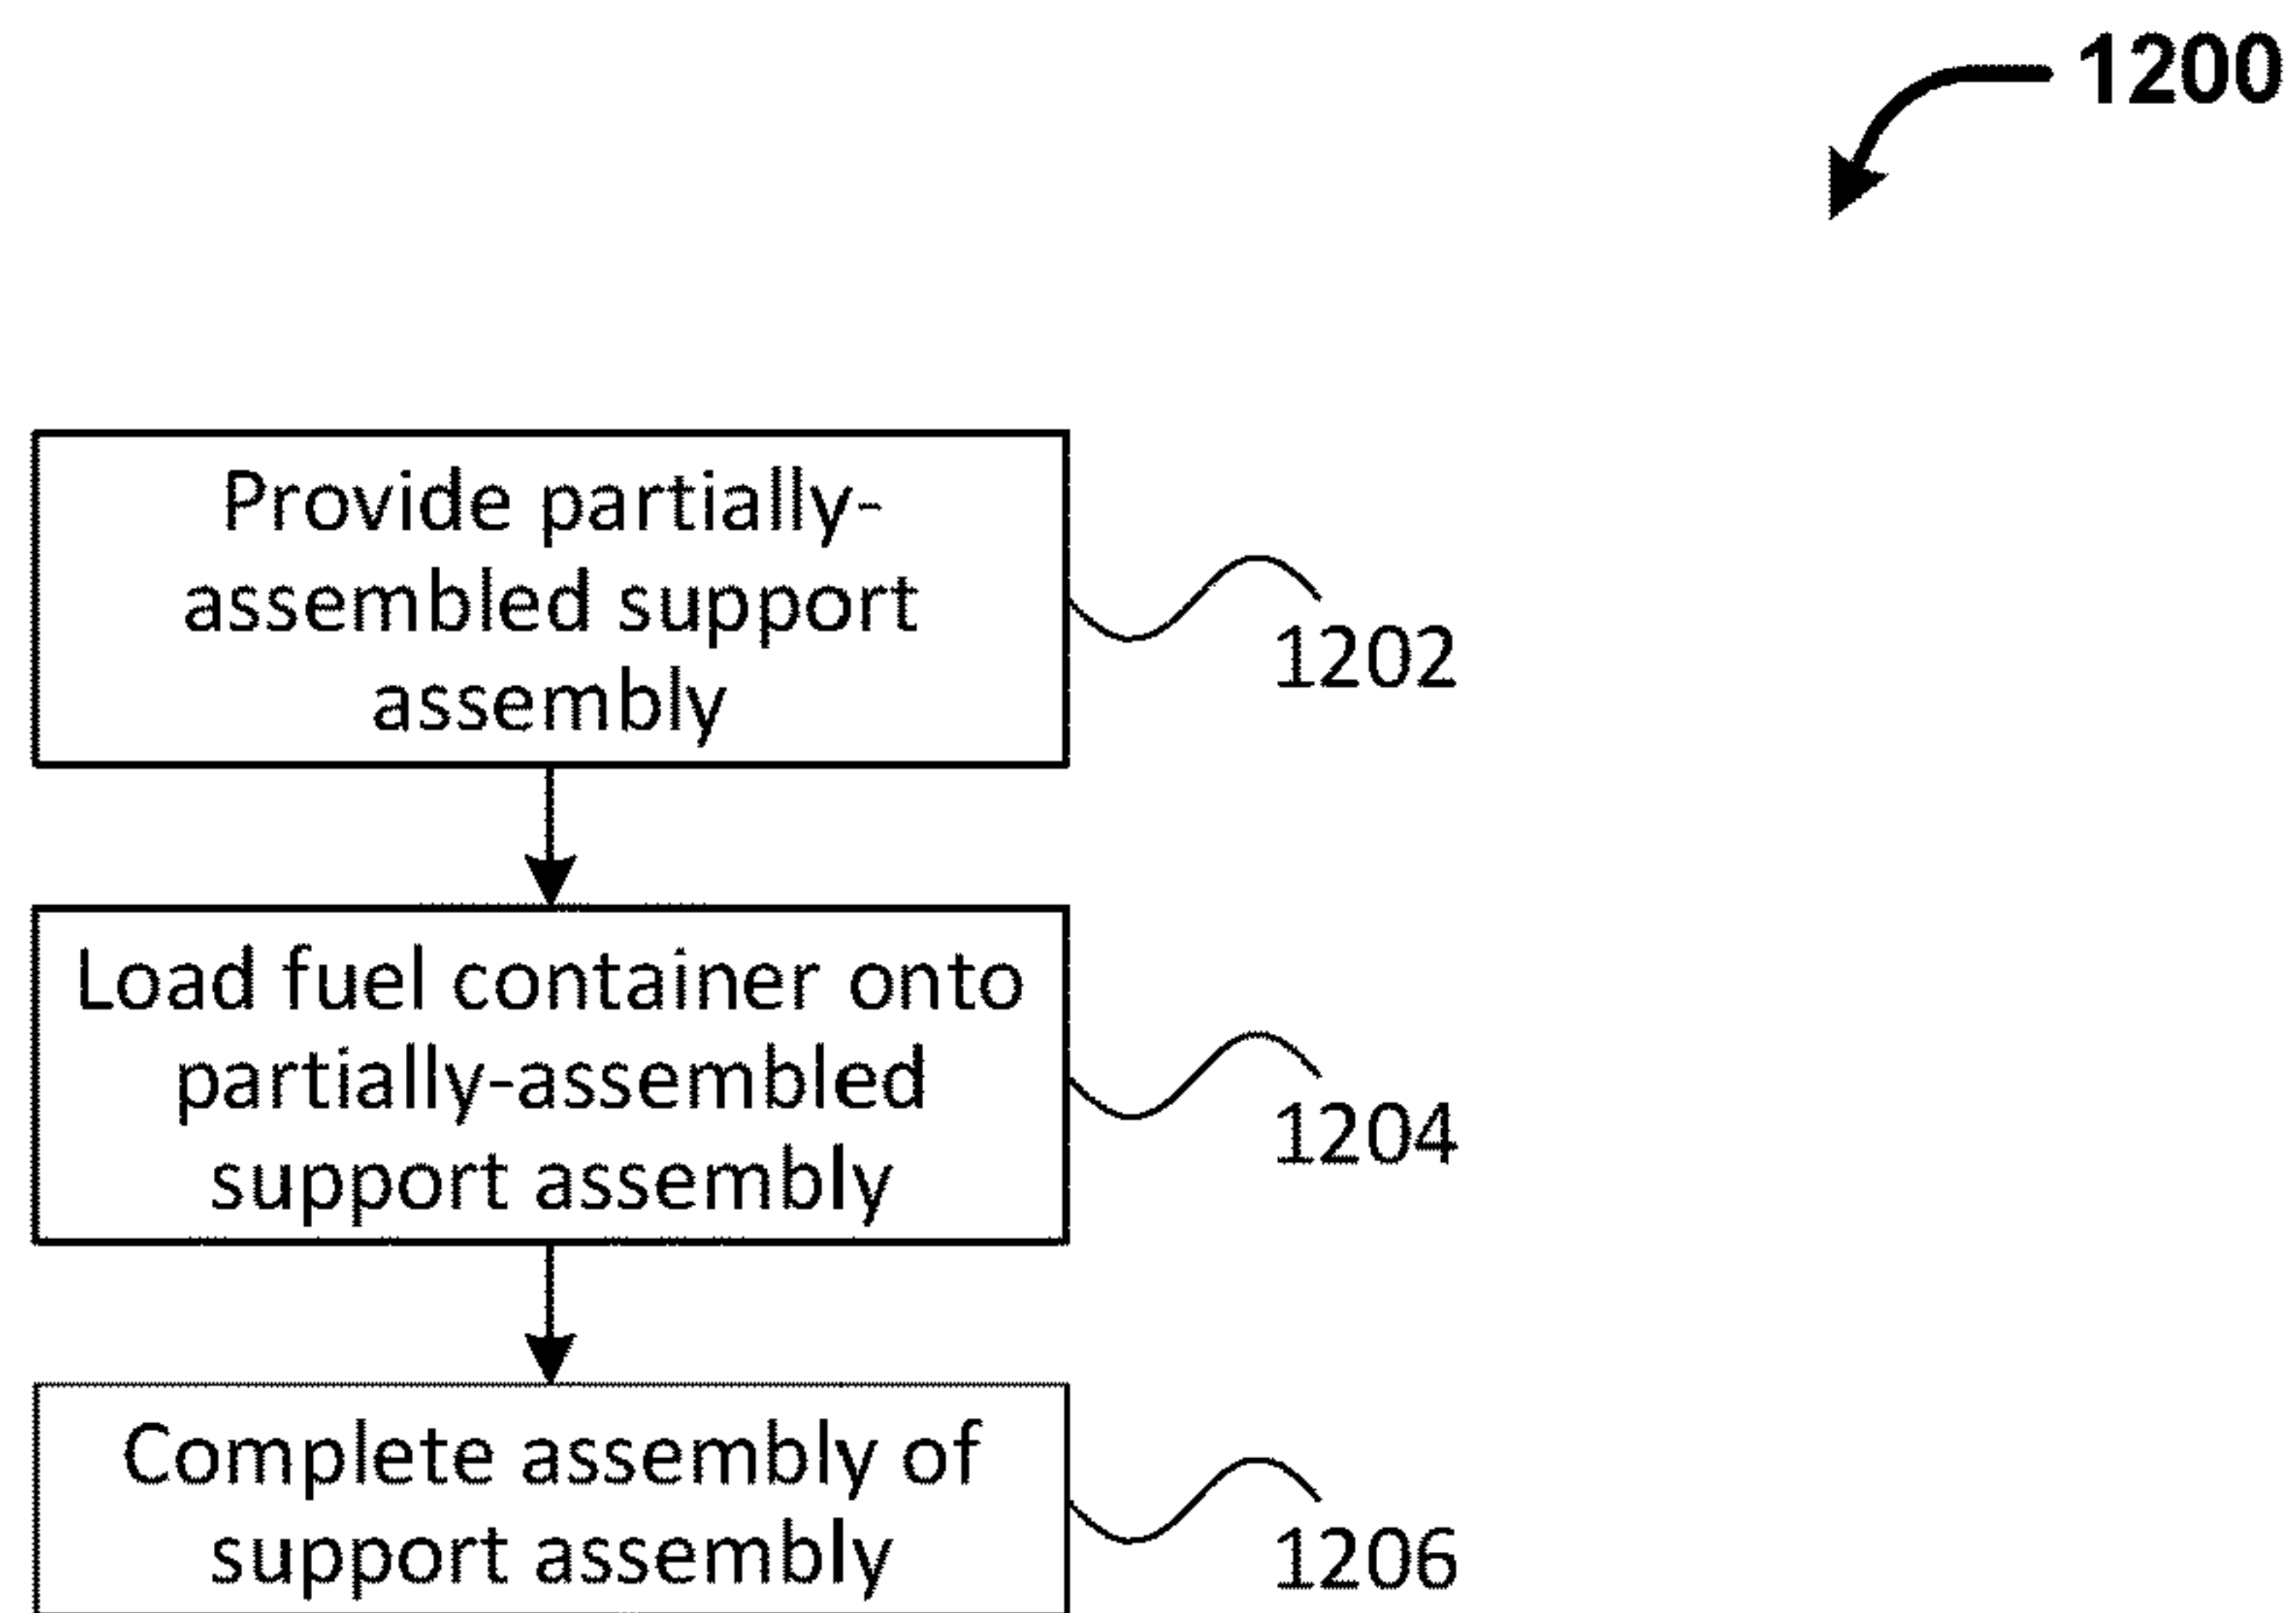 1200
Provide partially-
assembled support
assembly
1202
Load fuel container onto
partially-assembled
support assembly
1204
Complete assembly of
support assembly
1206